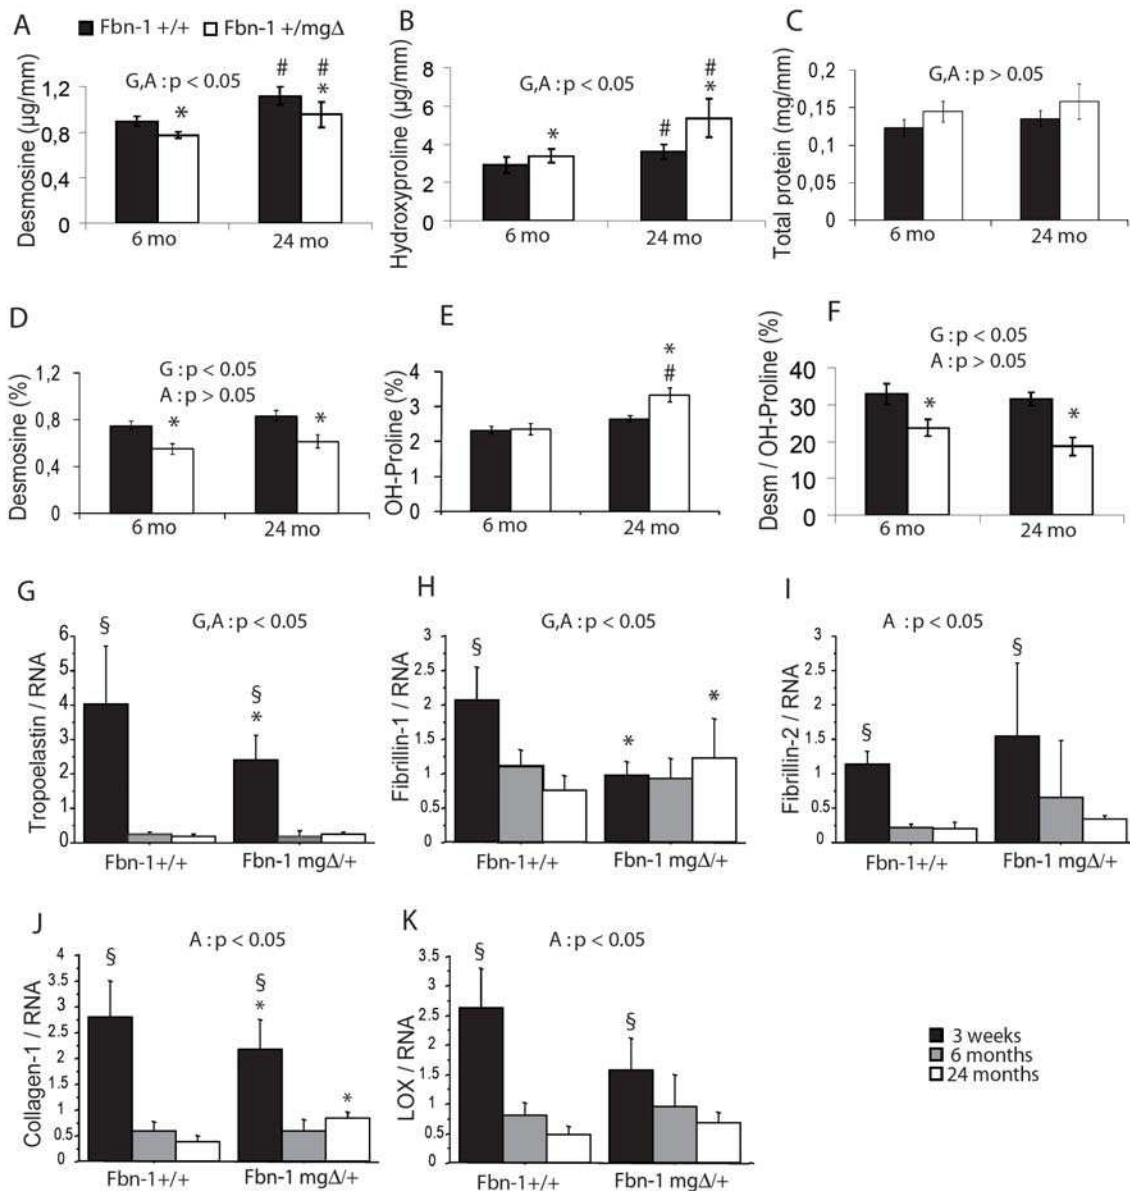 A
■ Fbn-1 +/+ □ Fbn-1 +/mgΔ
Desmosine (µg/mm)
1,2
0,8
0,4
0
G,A : p < 0.05
*
#
#
*
6 mo
24 mo
B
Hydroxyproline (µg/mm)
8
6
4
2
0
G,A : p < 0.05
*
#
#
*
6 mo
24 mo
C
Total protein (mg/mm)
0,2
0,15
0,1
0,05
0
G,A : p > 0.05
6 mo
24 mo
D
Desmosine (%)
1,2
0,8
0,4
0
G : p < 0.05
A : p > 0.05
*
*
6 mo
24 mo
E
OH-Proline (%)
4
3
2
1
0
*
#
6 mo
24 mo
F
Desm / OH-Proline (%)
40
30
20
10
0
G : p < 0.05
A : p > 0.05
*
*
6 mo
24 mo
G
Tropoelastin / RNA
6
5
4
3
2
1
0
G,A : p < 0.05
§
§
*
Fbn-1+/+
Fbn-1 mgΔ/+
H
Fibrillin-1 / RNA
3
2.5
2
1.5
1
0.5
0
G,A : p < 0.05
§
*
*
Fbn-1+/+
Fbn-1 mgΔ/+
I
Fibrillin-2 / RNA
3
2.5
2
1.5
1
0.5
0
A : p < 0.05
§
§
Fbn-1+/+
Fbn-1 mgΔ/+
J
Collagen-1 / RNA
4
3.5
3
2.5
2
1.5
1
0.5
0
A : p < 0.05
§
§
*
*
Fbn-1+/+
Fbn-1 mgΔ/+
K
LOX / RNA
3.5
3
2.5
2
1.5
1
0.5
0
A : p < 0.05
§
§
Fbn-1+/+
Fbn-1 mgΔ/+
3 weeks
6 months
24 months